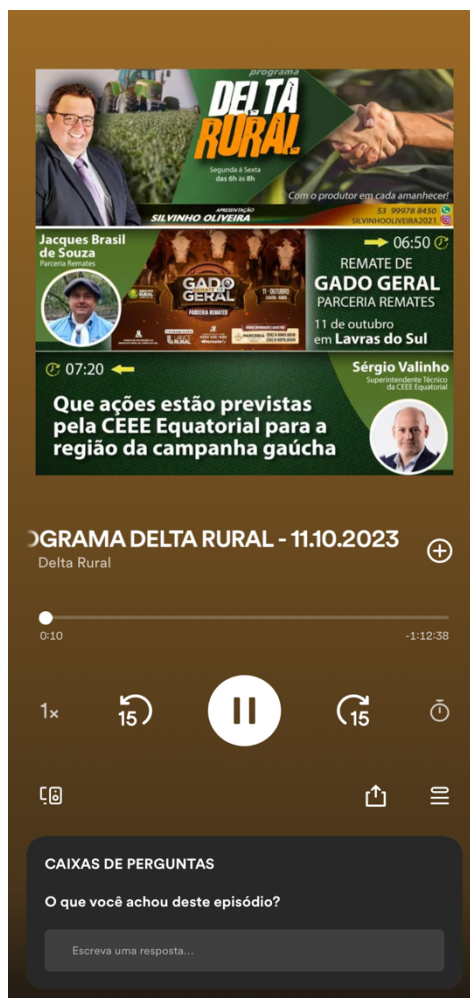 programa
DELTA
RURAL
Segunda á Sexta
das 6h às 8h
Com o produtor em cada amanhecer!
APRESENTAÇÃO
SILVINHO OLIVEIRA
53 99978 8450
SILVINHOOLIVEIRA2021
Jacques Brasil
de Souza
Parceria Remates
GADO
GERAL
11 - OUTUBRO
PARCERIA REMATES
06:50
REMATE DE
GADO GERAL
PARCERIA REMATES
11 de outubro
em Lavras do Sul
07:20
Sérgio Valinho
Superintendente Técnico
da CEEE Equatorial
Que ações estão previstas
pela CEEE Equatorial para a
região da campanha gaúcha
OGRAMA DELTA RURAL - 11.10.2023
Delta Rural
0:10
-1:12:38
1x
15
15
CAIXAS DE PERGUNTAS
O que você achou deste episódio?
Escreva uma resposta...